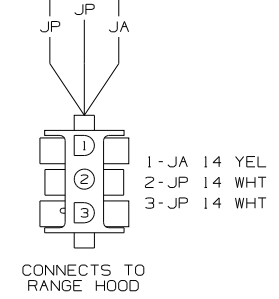 JP
JP
JA
1
2
3
1-JA 14 YEL
2-JP 14 WHT
3-JP 14 WHT
CONNECTS TO
RANGE HOOD